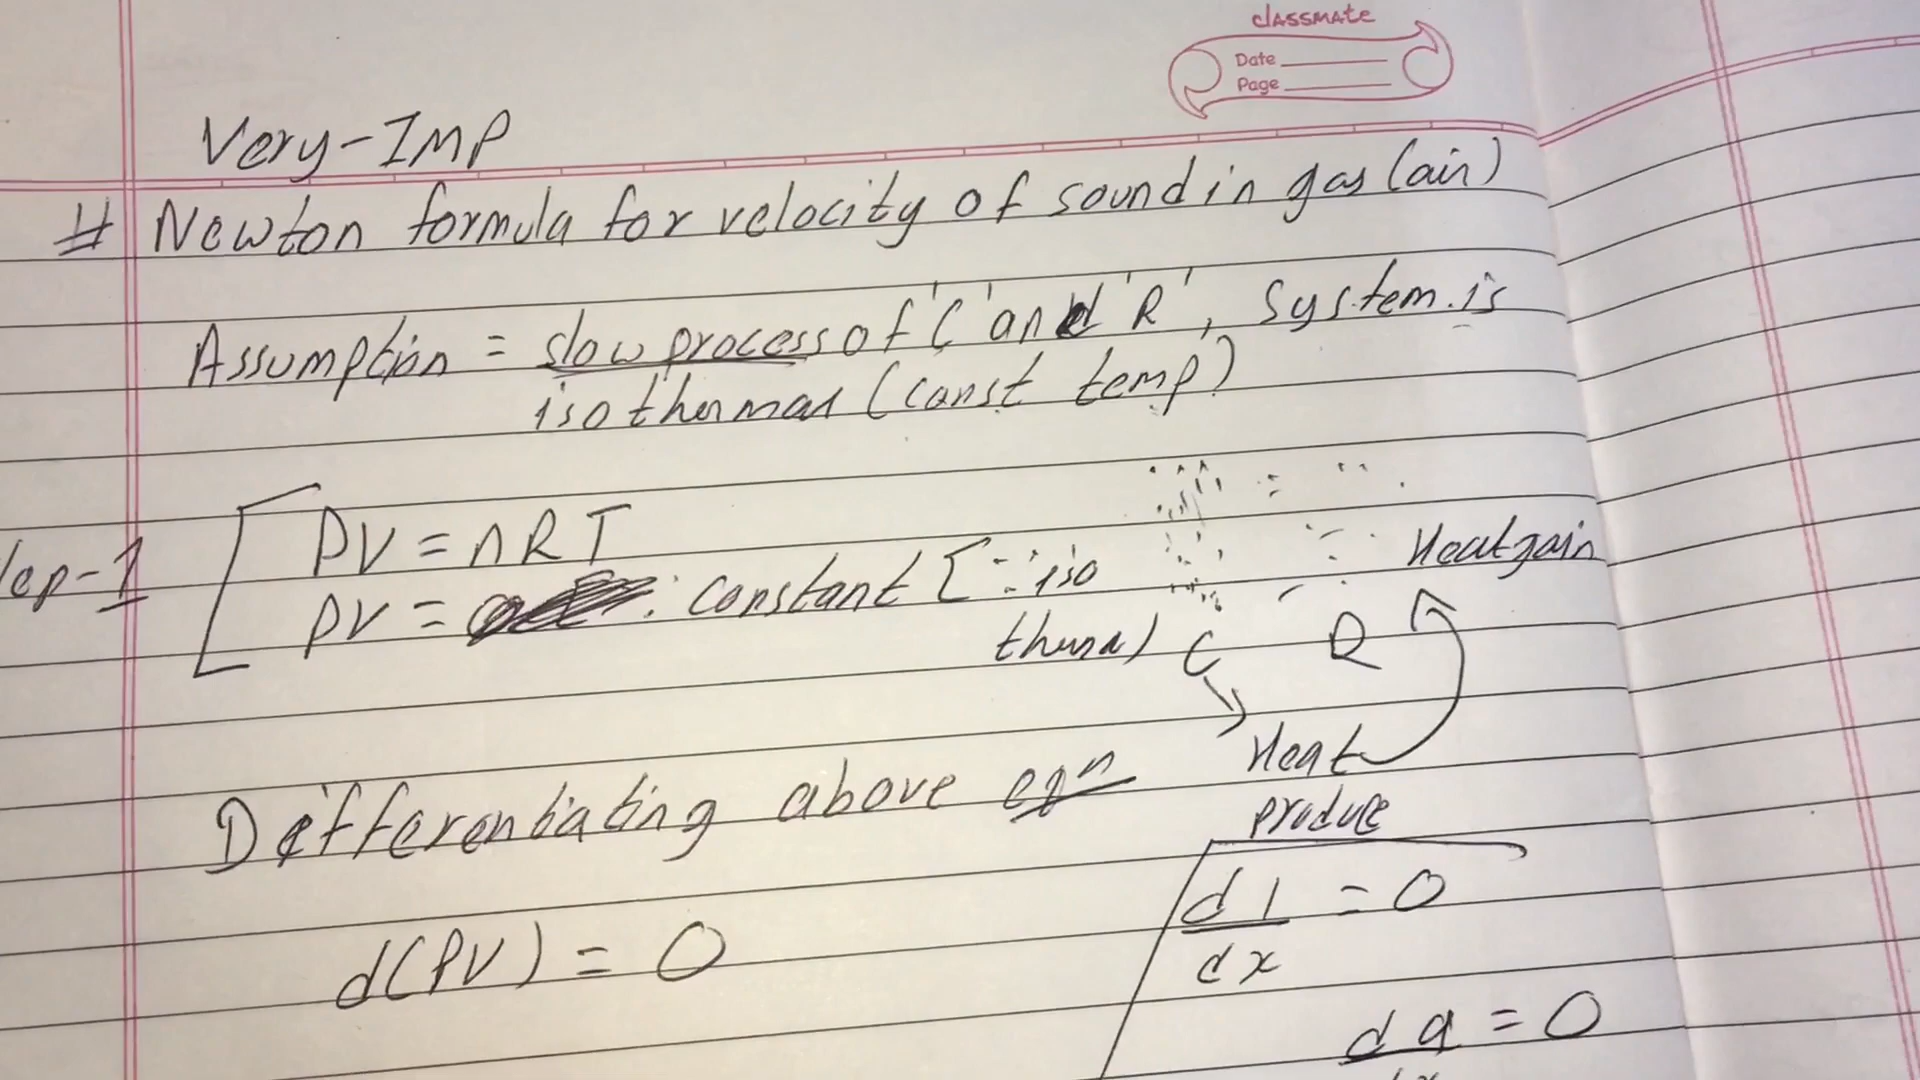 classmate
Date
Page
Very-IMP
# Newton formula for velocity of sound in gas (air)
Assumption = slow process of 'C' and 'R', System is
isothermal (const temp)
PV = nRT
PV = constant [∵ iso
thermal)
Heat gain
C R
Heat
produce
Differentiating above eqn
d(PV) = 0
d1 = 0
dx
da = 0